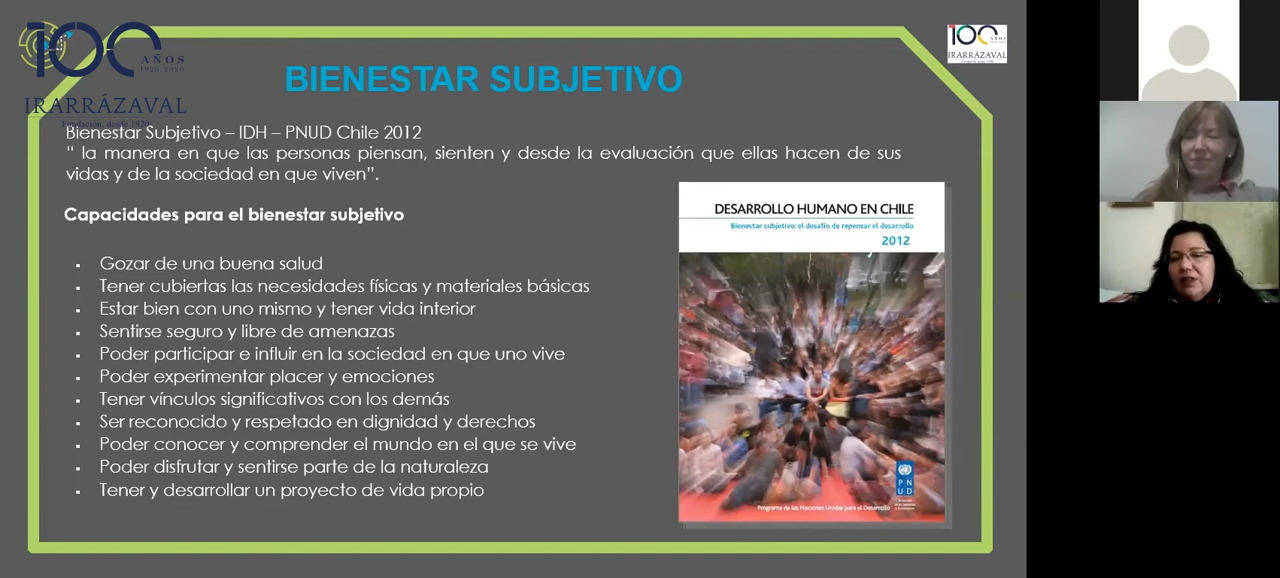 100 AÑOS
1920-2020
IRARRÁZAVAL
Fundación, desde 1920
100 AÑOS
IRARRÁZAVAL
BIENESTAR SUBJETIVO
Bienestar Subjetivo – IDH – PNUD Chile 2012
“ la manera en que las personas piensan, sienten y desde la evaluación que ellas hacen de sus
vidas y de la sociedad en que viven”.
Capacidades para el bienestar subjetivo
▪ Gozar de una buena salud
▪ Tener cubiertas las necesidades físicas y materiales básicas
▪ Estar bien con uno mismo y tener vida interior
▪ Sentirse seguro y libre de amenazas
▪ Poder participar e influir en la sociedad en que uno vive
▪ Poder experimentar placer y emociones
▪ Tener vínculos significativos con los demás
▪ Ser reconocido y respetado en dignidad y derechos
▪ Poder conocer y comprender el mundo en el que se vive
▪ Poder disfrutar y sentirse parte de la naturaleza
▪ Tener y desarrollar un proyecto de vida propio
DESARROLLO HUMANO EN CHILE
Bienestar subjetivo: el desafío de repensar el desarrollo
2012
P N
U D
Programa de las Naciones Unidas para el Desarrollo